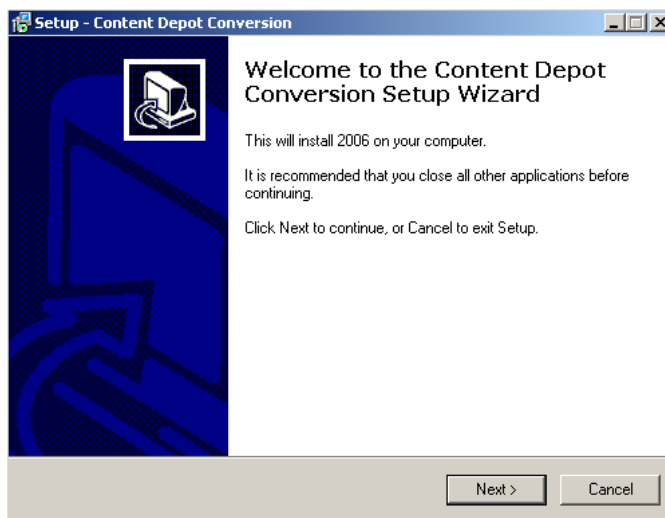 Setup - Content Depot Conversion
Welcome to the Content Depot
Conversion Setup Wizard
This will install 2006 on your computer.
It is recommended that you close all other applications before
continuing.
Click Next to continue, or Cancel to exit Setup.
Next >
Cancel